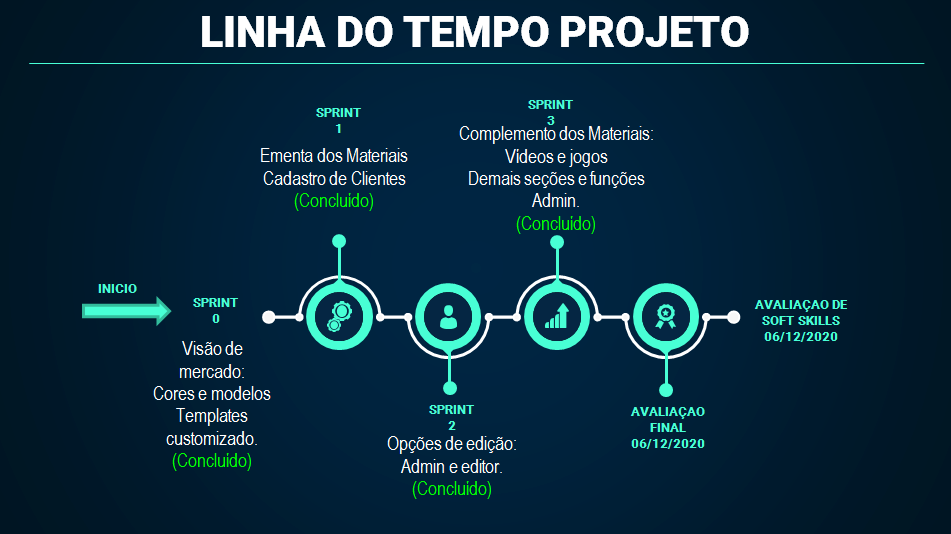 LINHA DO TEMPO PROJETO
INICIO
SPRINT
0
Visão de
mercado:
Cores e modelos
Templates
customizado.
(Concluido)
SPRINT
1
Ementa dos Materiais
Cadastro de Clientes
(Concluido)
SPRINT
2
Opções de edição:
Admin e editor.
(Concluido)
SPRINT
3
Complemento dos Materiais:
Vídeos e jogos
Demais seções e funções
Admin.
(Concluido)
AVALIAÇAO
FINAL
06/12/2020
AVALIAÇAO DE
SOFT SKILLS
06/12/2020